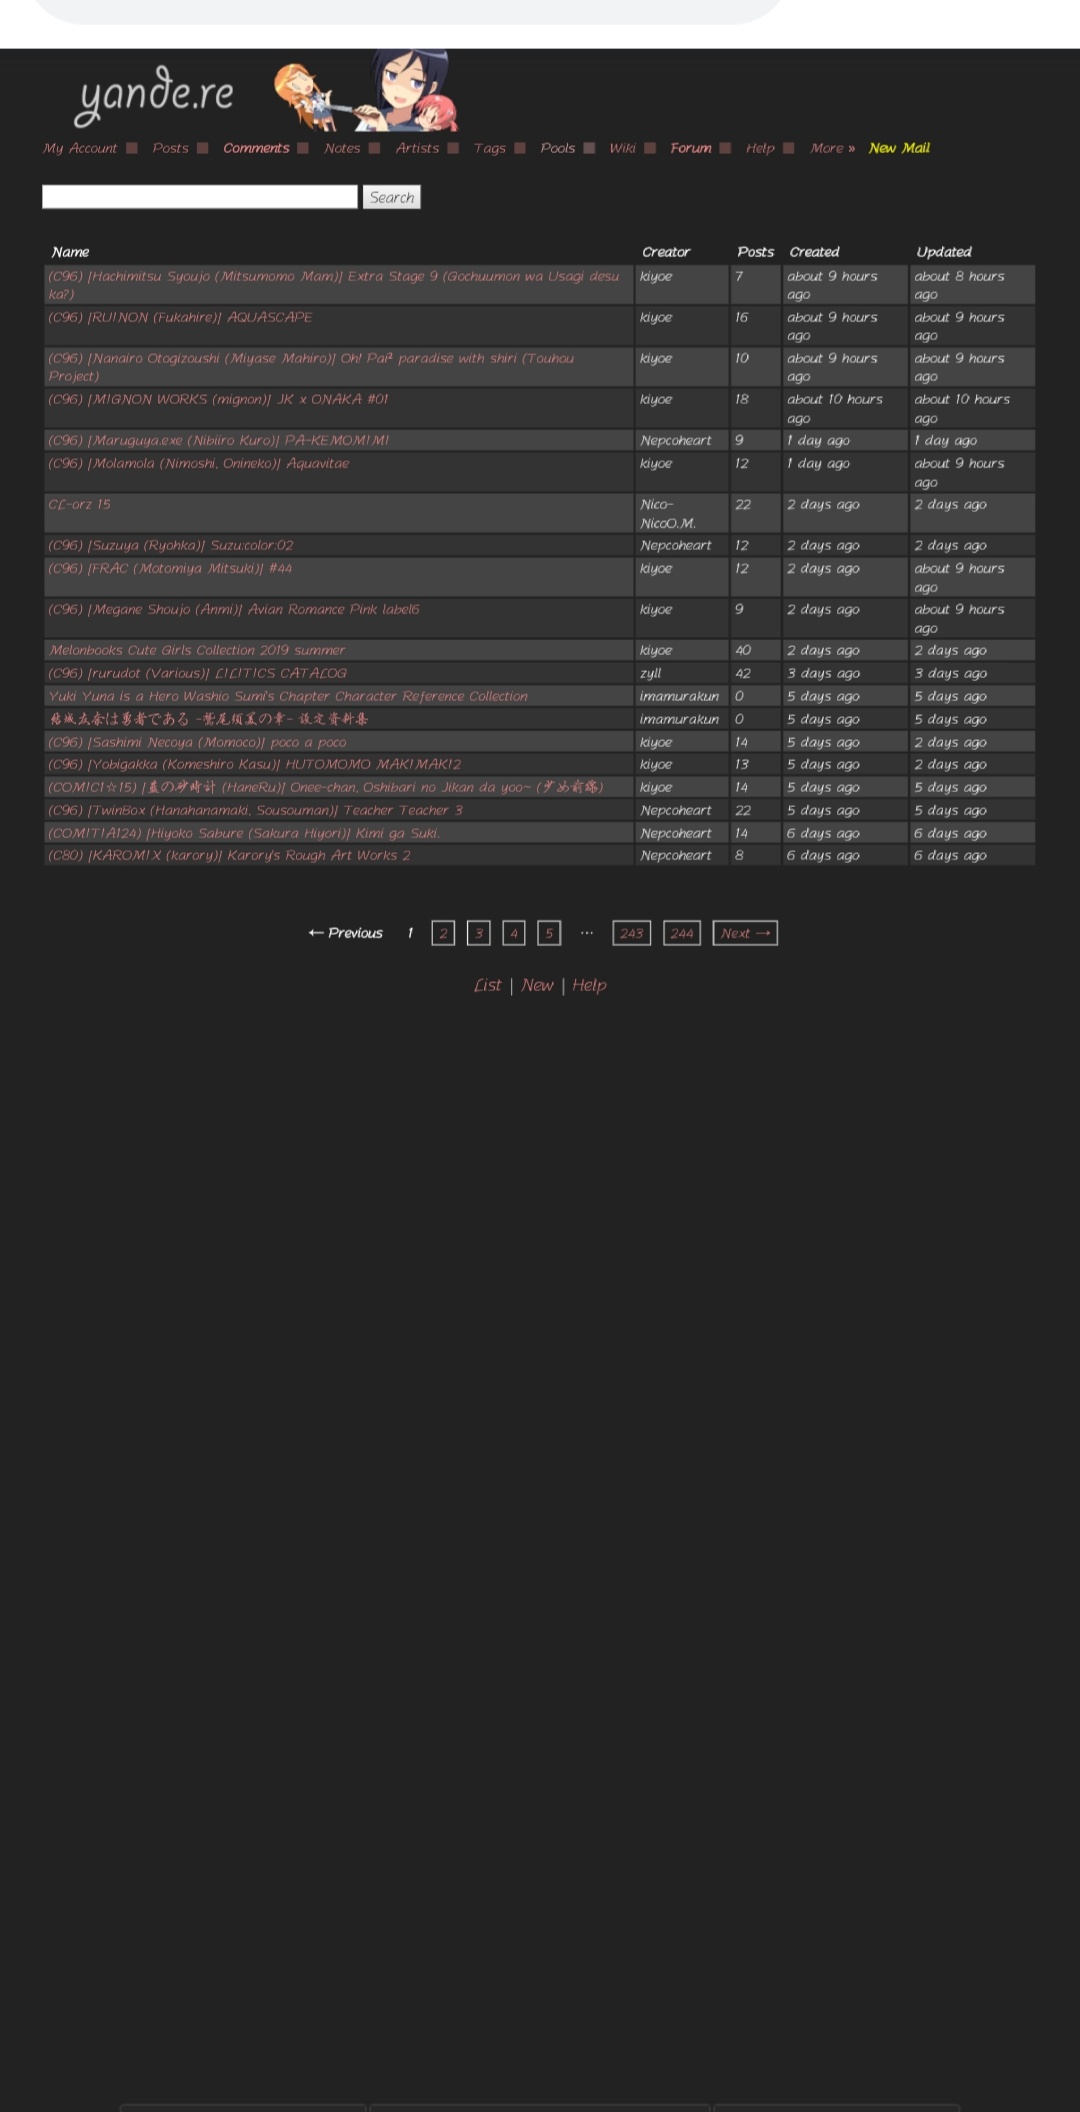 yande.re
My Account Posts Comments Notes Artists Tags Pools Wiki Forum Help More » New Mail
Search
Name Creator Posts Created Updated
(C96) [Hachimitsu Syoujo (Mitsumomo Mam)] Extra Stage 9 (Gochuumon wa Usagi desu ka?) kiyoe 7 about 9 hours ago about 8 hours ago
(C96) [RUINON (Fukahire)] AQUASCAPE kiyoe 16 about 9 hours ago about 9 hours ago
(C96) [Nanairo Otogizoushi (Miyase Mahiro)] Oh! Pai² paradise with shiri (Touhou Project) kiyoe 10 about 9 hours ago about 9 hours ago
(C96) [MIGNON WORKS (mignon)] JK x ONAKA #01 kiyoe 18 about 10 hours ago about 10 hours ago
(C96) [Maruguya.exe (Nibiiro Kuro)] PA-KEMOMIMI Nepcoheart 9 1 day ago 1 day ago
(C96) [Molamola (Nimoshi, Onineko)] Aquavitae kiyoe 12 1 day ago about 9 hours ago
CL-orz 15 Nico-NicoO.M. 22 2 days ago 2 days ago
(C96) [Suzuya (Ryohka)] Suzu:color:02 Nepcoheart 12 2 days ago 2 days ago
(C96) [FRAC (Motomiya Mitsuki)] #44 kiyoe 12 2 days ago about 9 hours ago
(C96) [Megane Shoujo (Anmi)] Avian Romance Pink label6 kiyoe 9 2 days ago about 9 hours ago
Melonbooks Cute Girls Collection 2019 summer kiyoe 40 2 days ago 2 days ago
(C96) [rurudot (Various)] LILITICS CATALOG zyll 42 3 days ago 3 days ago
Yuki Yuna is a Hero Washio Sumi's Chapter Character Reference Collection imamurakun 0 5 days ago 5 days ago
結城友奈は勇者である -鷲尾須美の章- 設定資料集 imamurakun 0 5 days ago 5 days ago
(C96) [Sashimi Necoya (Momoco)] poco a poco kiyoe 14 5 days ago 2 days ago
(C96) [Yobigakka (Komeshiro Kasu)] HUTOMOMO MAKIMAKI2 kiyoe 13 5 days ago 2 days ago
(COMIC1☆15) [藍の砂時計 (HaneRu)] Onee-chan, Oshibari no Jikan da yoo~ (少め前線) kiyoe 14 5 days ago 5 days ago
(C96) [TwinBox (Hanahanamaki, Sousouman)] Teacher Teacher 3 Nepcoheart 22 5 days ago 5 days ago
(COMITIA124) [Hiyoko Sabure (Sakura Hiyori)] Kimi ga Suki. Nepcoheart 14 6 days ago 6 days ago
(C80) [KAROMIX (karory)] Karory's Rough Art Works 2 Nepcoheart 8 6 days ago 6 days ago
← Previous 1 2 3 4 5 … 243 244 Next →
List | New | Help